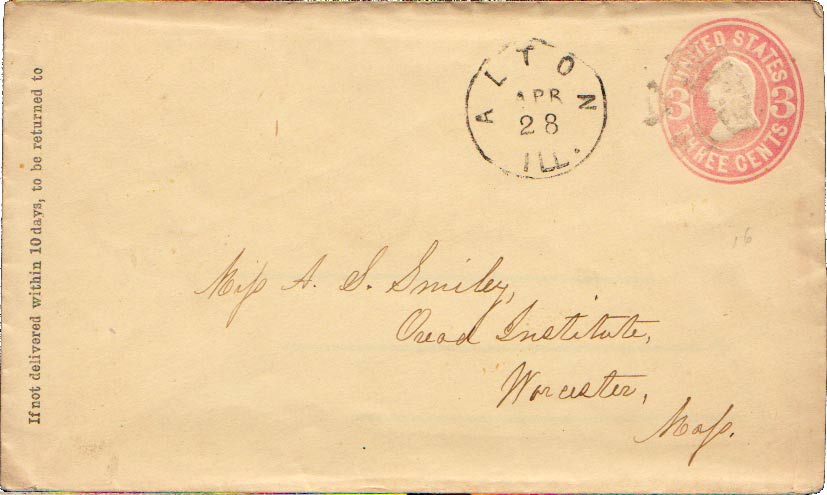 If not delivered within 10 days, to be returned to
ALTON
APR
28
ILL.
UNITED STATES
3 3
THREE CENTS
16
Miss A. S. Smiley,
Oread Institute,
Worcester,
Mass.